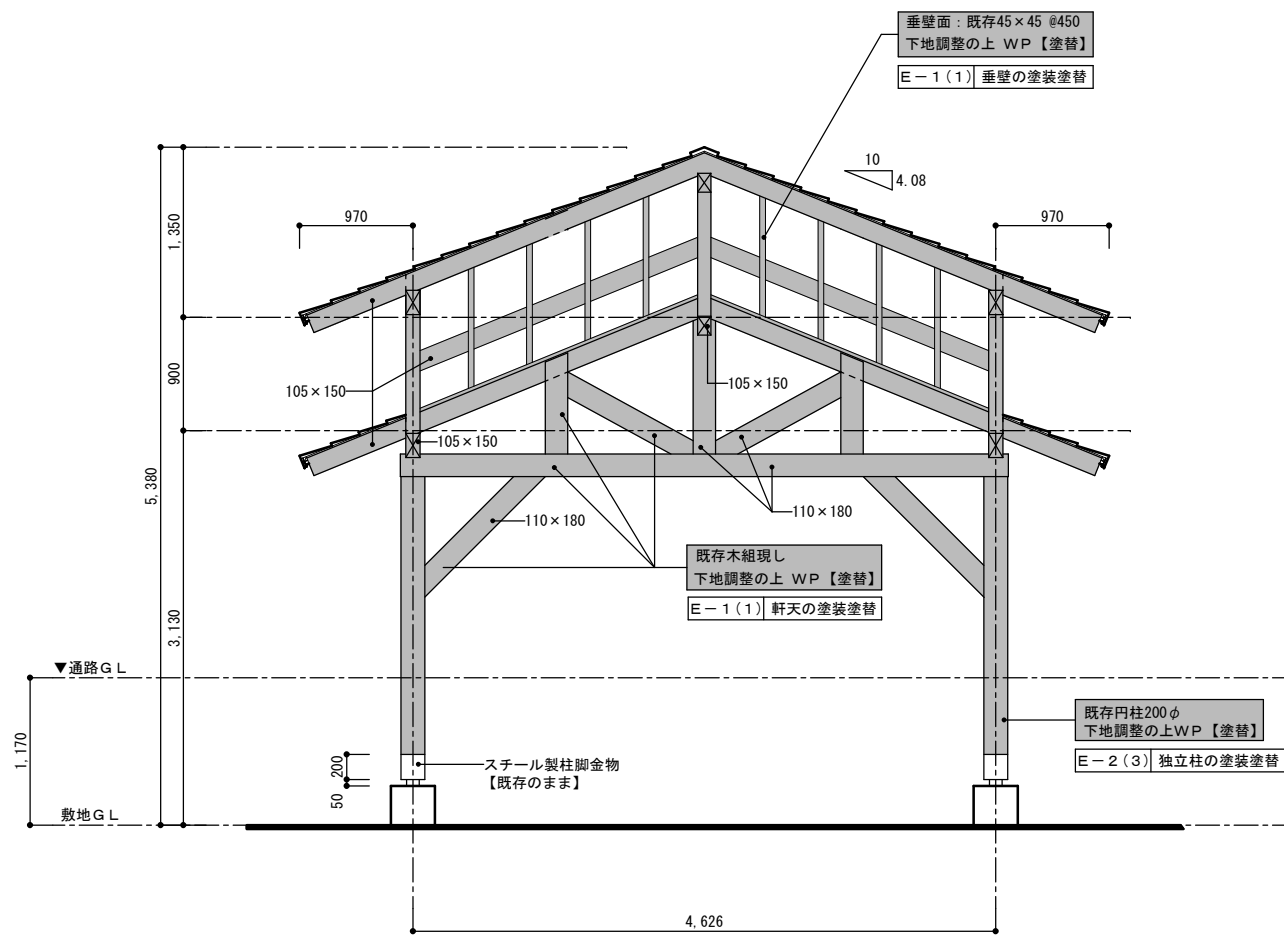 垂壁面：既存45×45 @450
下地調整の上 ＷＰ【塗替】
Ｅ－１(１) 垂壁の塗装塗替
10
4.08
970
970
1,350
900
105×150
105×150
105×150
5,380
110×180
110×180
既存木組現し
下地調整の上 ＷＰ【塗替】
Ｅ－１(１) 軒天の塗装塗替
3,130
▼通路ＧＬ
1,170
既存円柱200φ
下地調整の上ＷＰ【塗替】
Ｅ－２(３) 独立柱の塗装塗替
200
スチール製柱脚金物
【既存のまま】
50
敷地ＧＬ
4,626